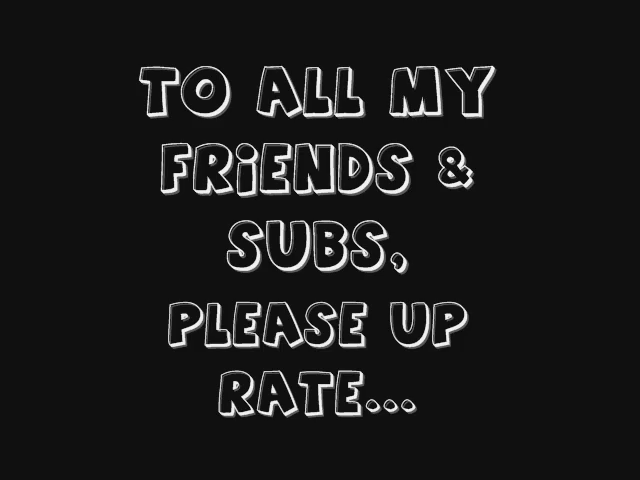 TO ALL MY
FRiENDS &
SUBS,
PLEASE UP
RATE...